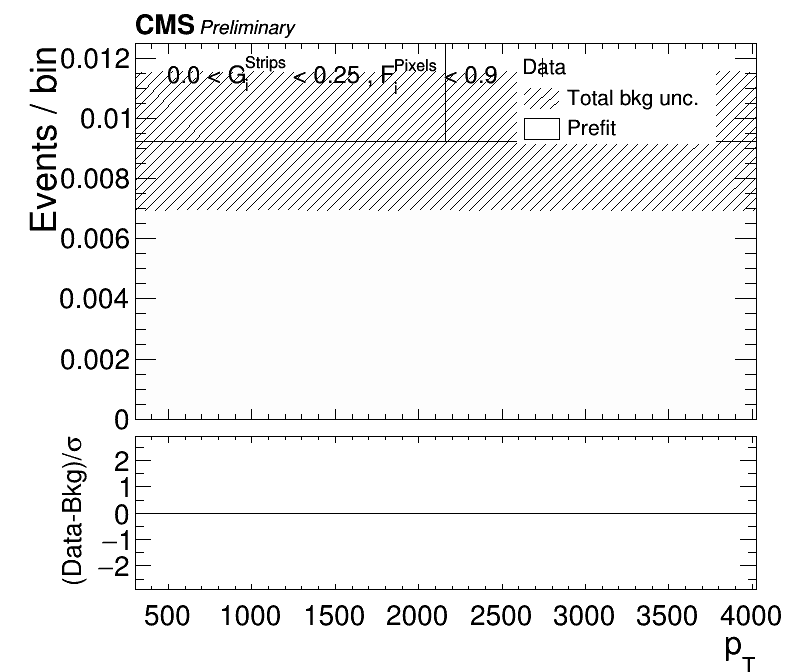 CMS Preliminary
Events / bin
0.012
0.01
0.008
0.006
0.004
0.002
0
0.0 < G_i^Strips < 0.25 , F_i^Pixels < 0.9
Data
Total bkg unc.
Prefit
(Data-Bkg)/σ
2
1
0
−1
−2
500 1000 1500 2000 2500 3000 3500 4000
p_T